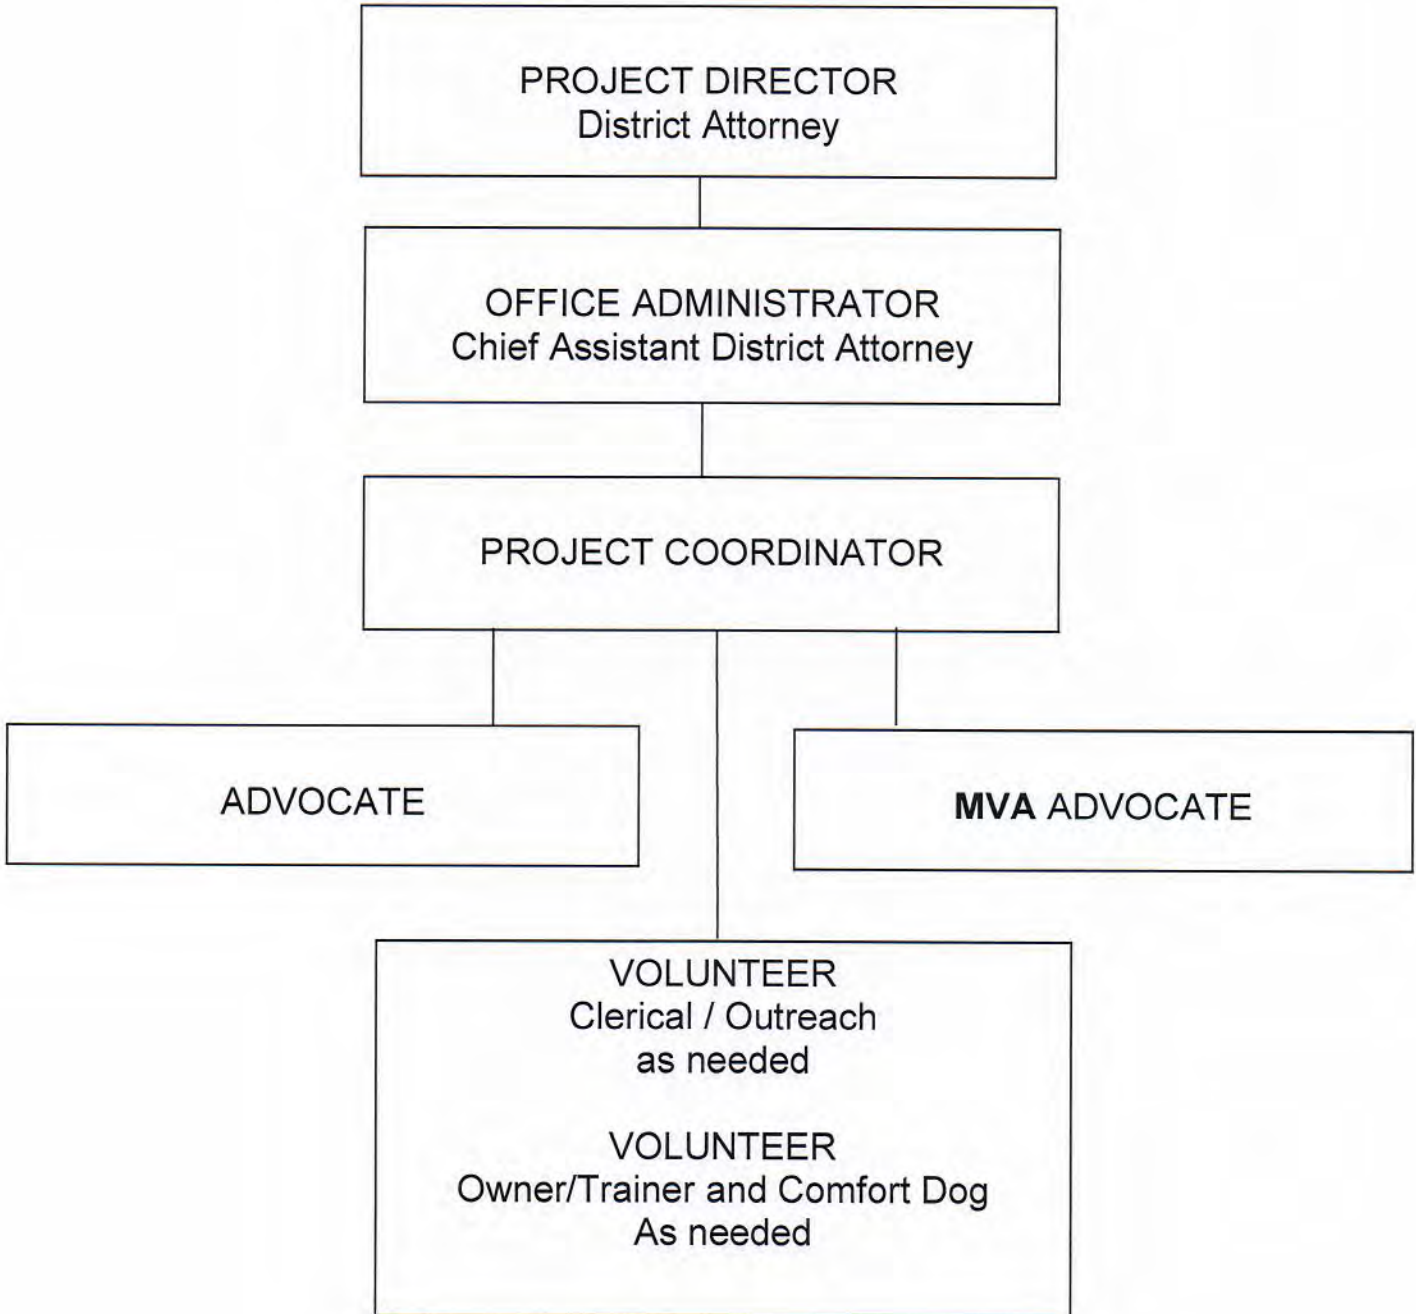 PROJECT DIRECTOR
District Attorney
OFFICE ADMINISTRATOR
Chief Assistant District Attorney
PROJECT COORDINATOR
ADVOCATE
MVA ADVOCATE
VOLUNTEER
Clerical / Outreach
as needed
VOLUNTEER
Owner/Trainer and Comfort Dog
As needed